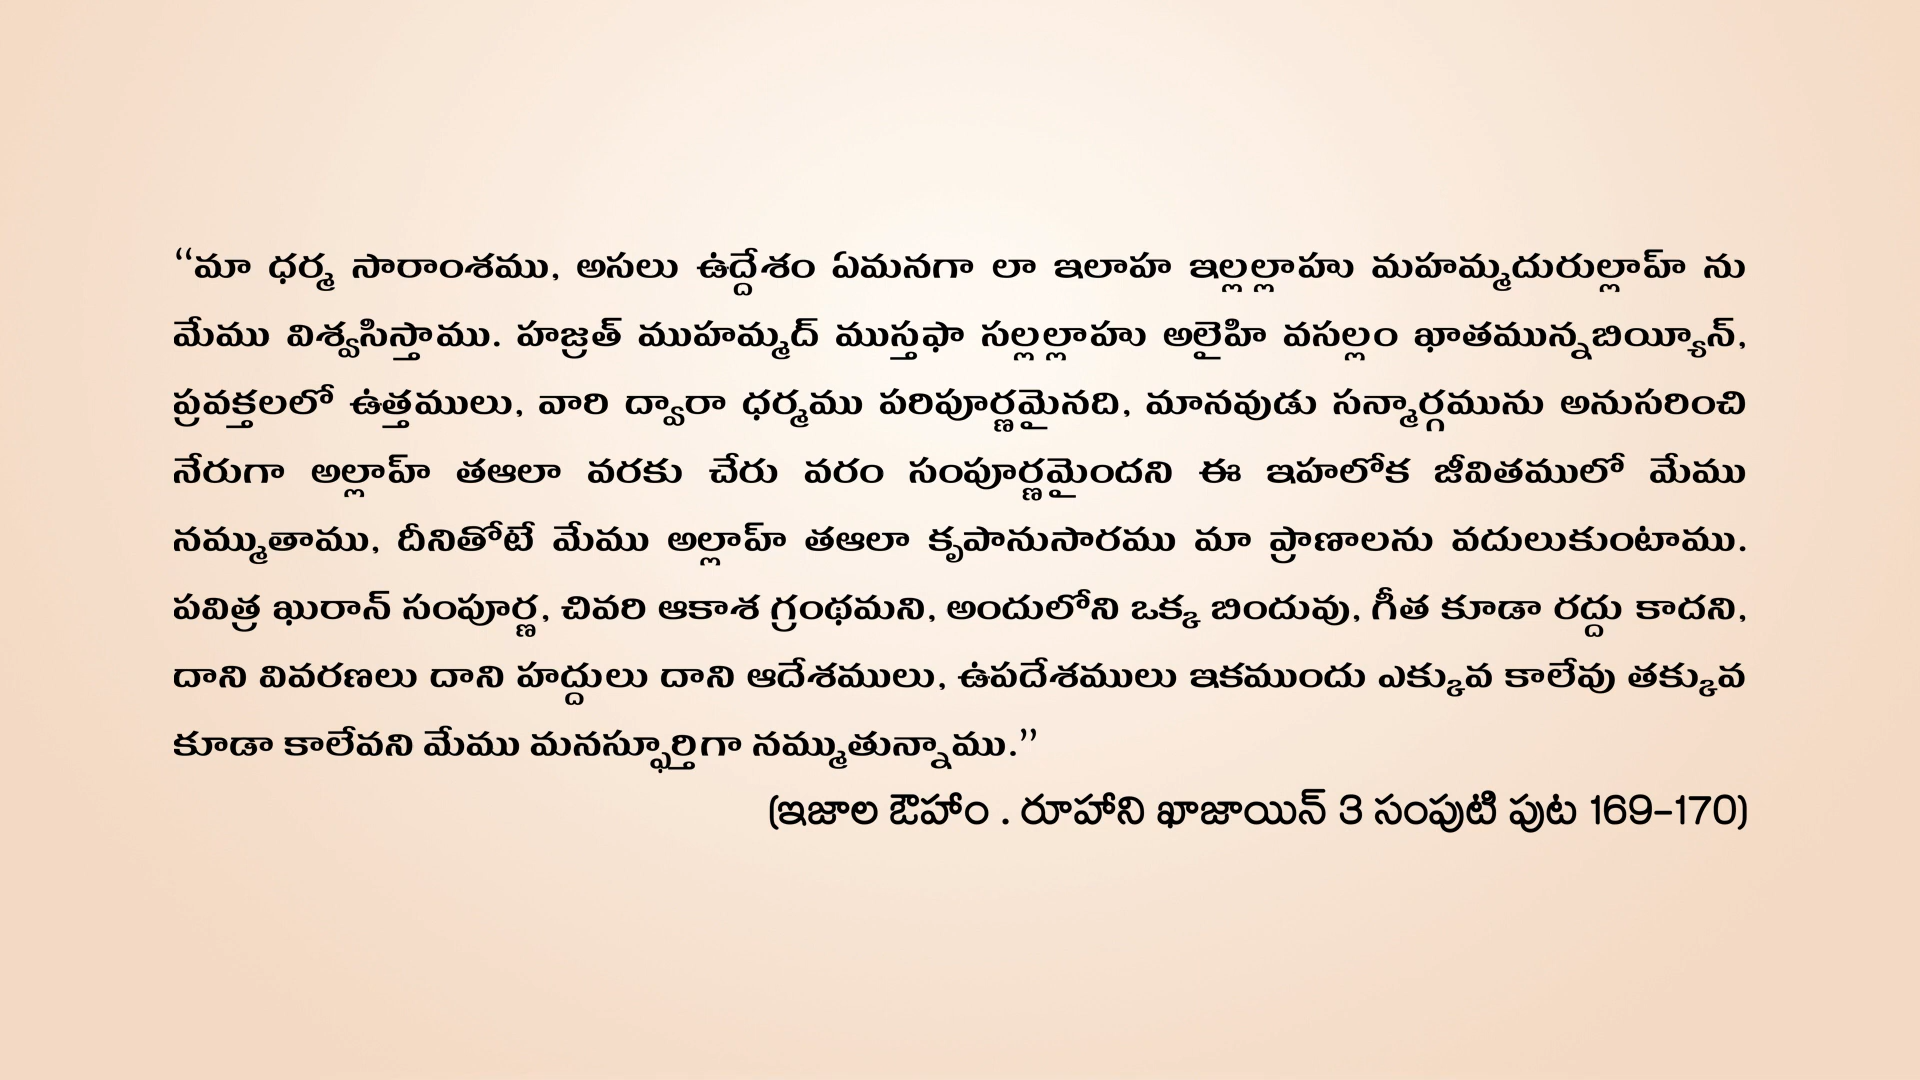 “మా ధర్మ సారాంశము, అసలు ఉద్దేశం ఏమనగా లా ఇలాహ ఇల్లల్లాహు మహమ్మదురుల్లాహ్ ను
మేము విశ్వసిస్తాము. హజ్రత్ ముహమ్మద్ ముస్తఫా సల్లల్లాహు అలైహి వసల్లం ఖాతమున్నబియ్యీన్,
ప్రవక్తలలో ఉత్తములు, వారి ద్వారా ధర్మము పరిపూర్ణమైనది, మానవుడు సన్మార్గమును అనుసరించి
నేరుగా అల్లాహ్ తఆలా వరకు చేరు వరం సంపూర్ణమైందని ఈ ఇహలోక జీవితములో మేము
నమ్ముతాము, దీనితోటే మేము అల్లాహ్ తఆలా కృపానుసారము మా ప్రాణాలను వదులుకుంటాము.
పవిత్ర ఖురాన్ సంపూర్ణ, చివరి ఆకాశ గ్రంథమని, అందులోని ఒక్క బిందువు, గీత కూడా రద్దు కాదని,
దాని వివరణలు దాని హద్దులు దాని ఆదేశములు, ఉపదేశములు ఇకముందు ఎక్కువ కాలేవు తక్కువ
కూడా కాలేవని మేము మనస్ఫూర్తిగా నమ్ముతున్నాము.”
(ఇజాల ఔహాం . రూహాని ఖాజాయిన్ 3 సంపుటి పుట 169-170)